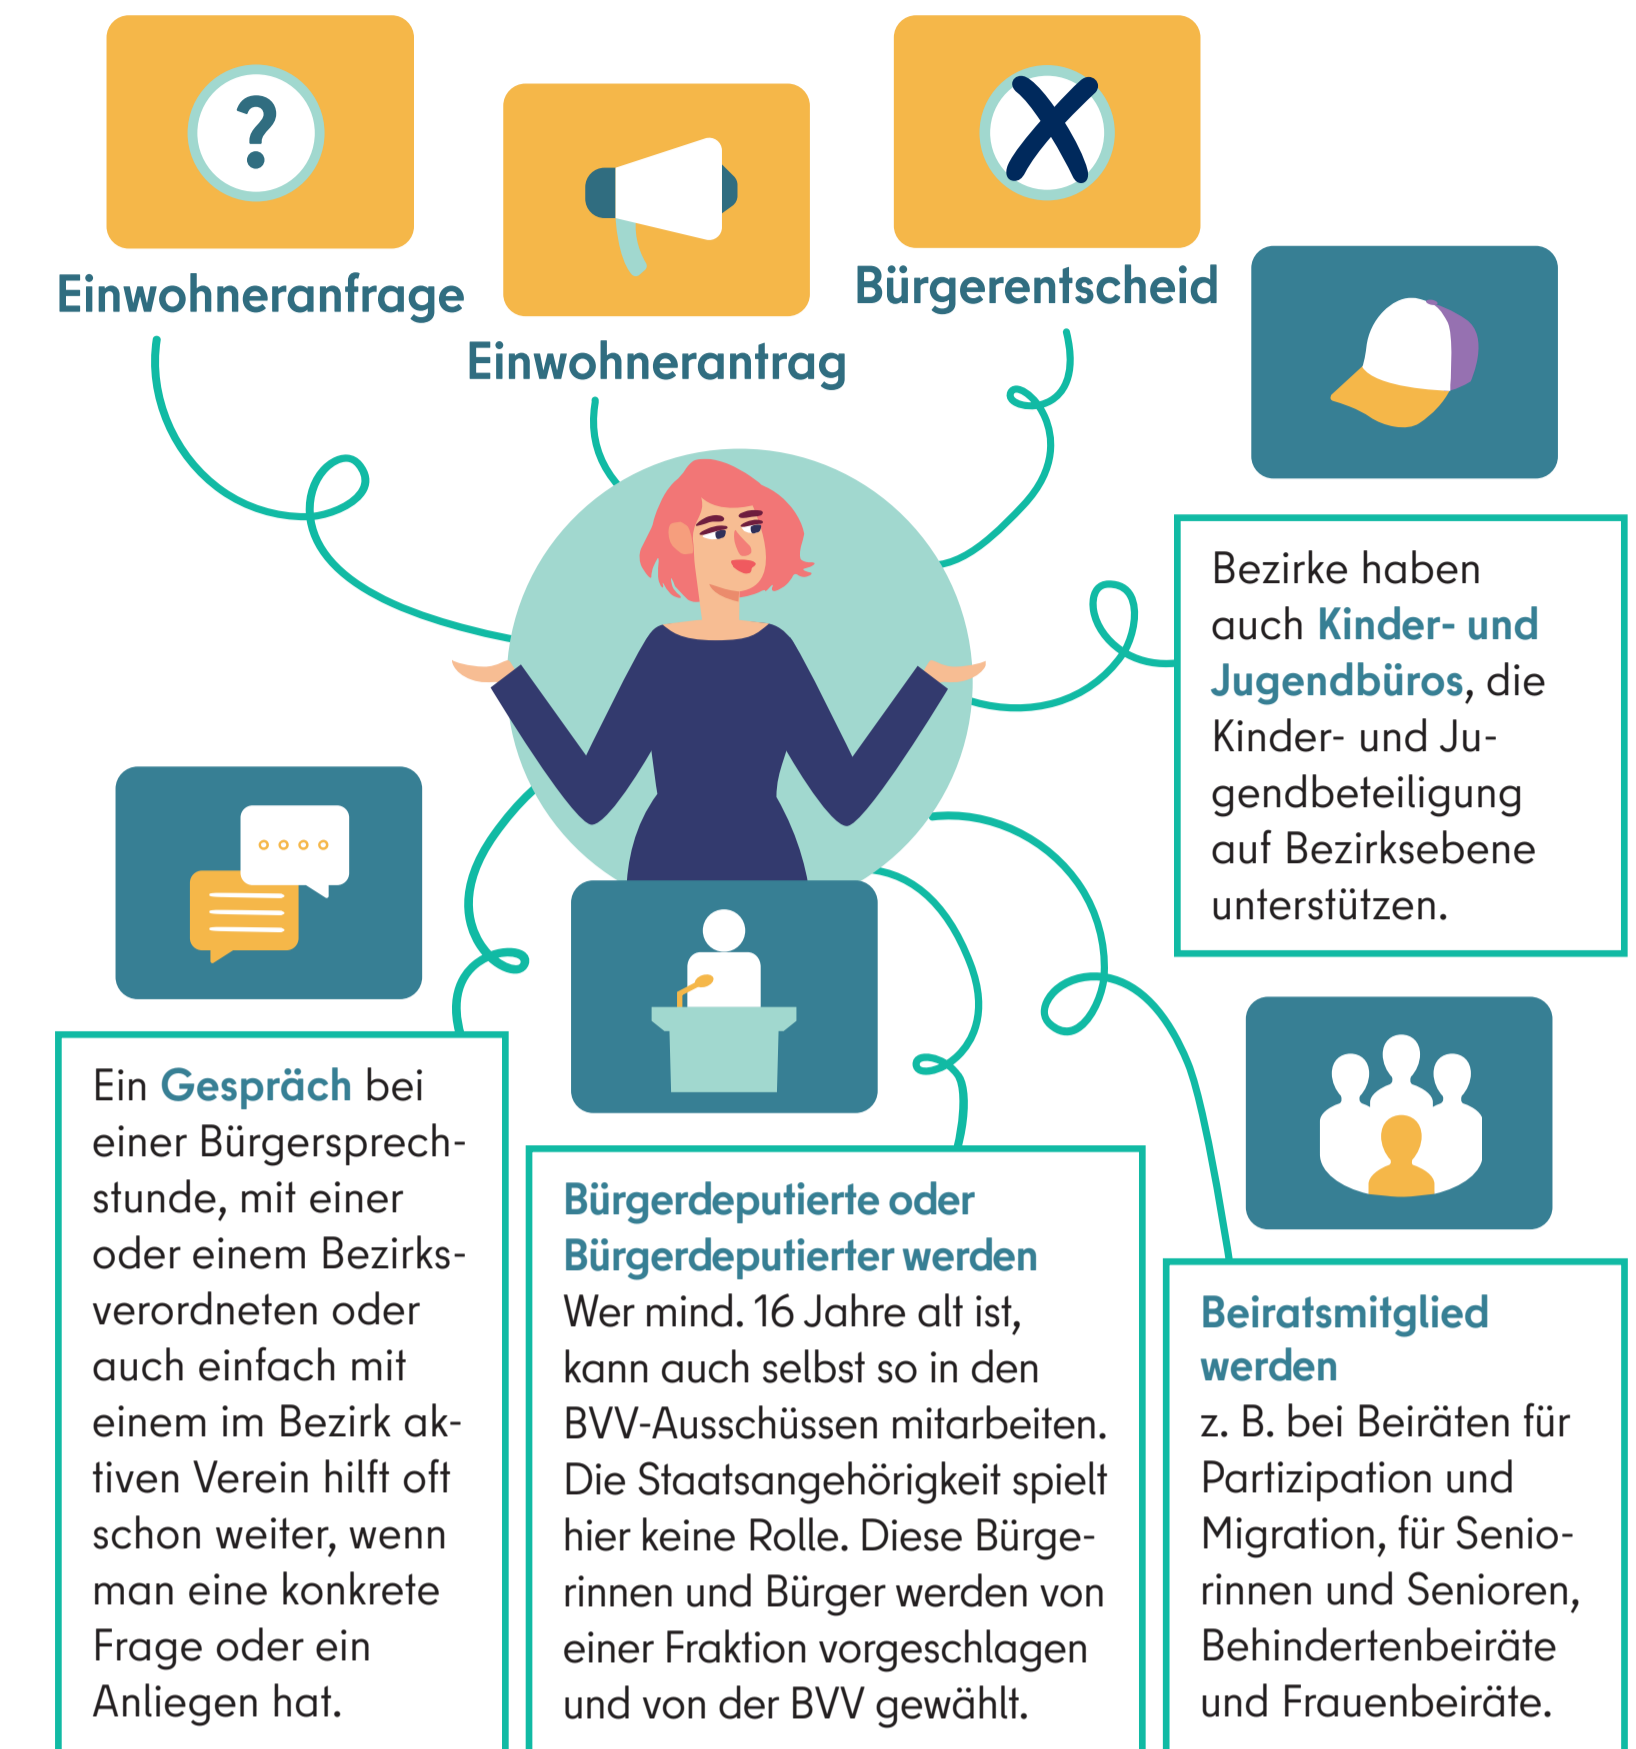 ?
Einwohneranfrage
Einwohnerantrag
Bürgerentscheid
Bezirke haben
auch Kinder- und
Jugendbüros, die
Kinder- und Ju-
gendbeteiligung
auf Bezirksebene
unterstützen.
Ein Gespräch bei
einer Bürgersprech-
stunde, mit einer
oder einem Bezirks-
verordneten oder
auch einfach mit
einem im Bezirk ak-
tiven Verein hilft oft
schon weiter, wenn
man eine konkrete
Frage oder ein
Anliegen hat.
Bürgerdeputierte oder
Bürgerdeputierter werden
Wer mind. 16 Jahre alt ist,
kann auch selbst so in den
BVV-Ausschüssen mitarbeiten.
Die Staatsangehörigkeit spielt
hier keine Rolle. Diese Bürge-
rinnen und Bürger werden von
einer Fraktion vorgeschlagen
und von der BVV gewählt.
Beiratsmitglied
werden
z. B. bei Beiräten für
Partizipation und
Migration, für Senio-
rinnen und Senioren,
Behindertenbeiräte
und Frauenbeiräte.